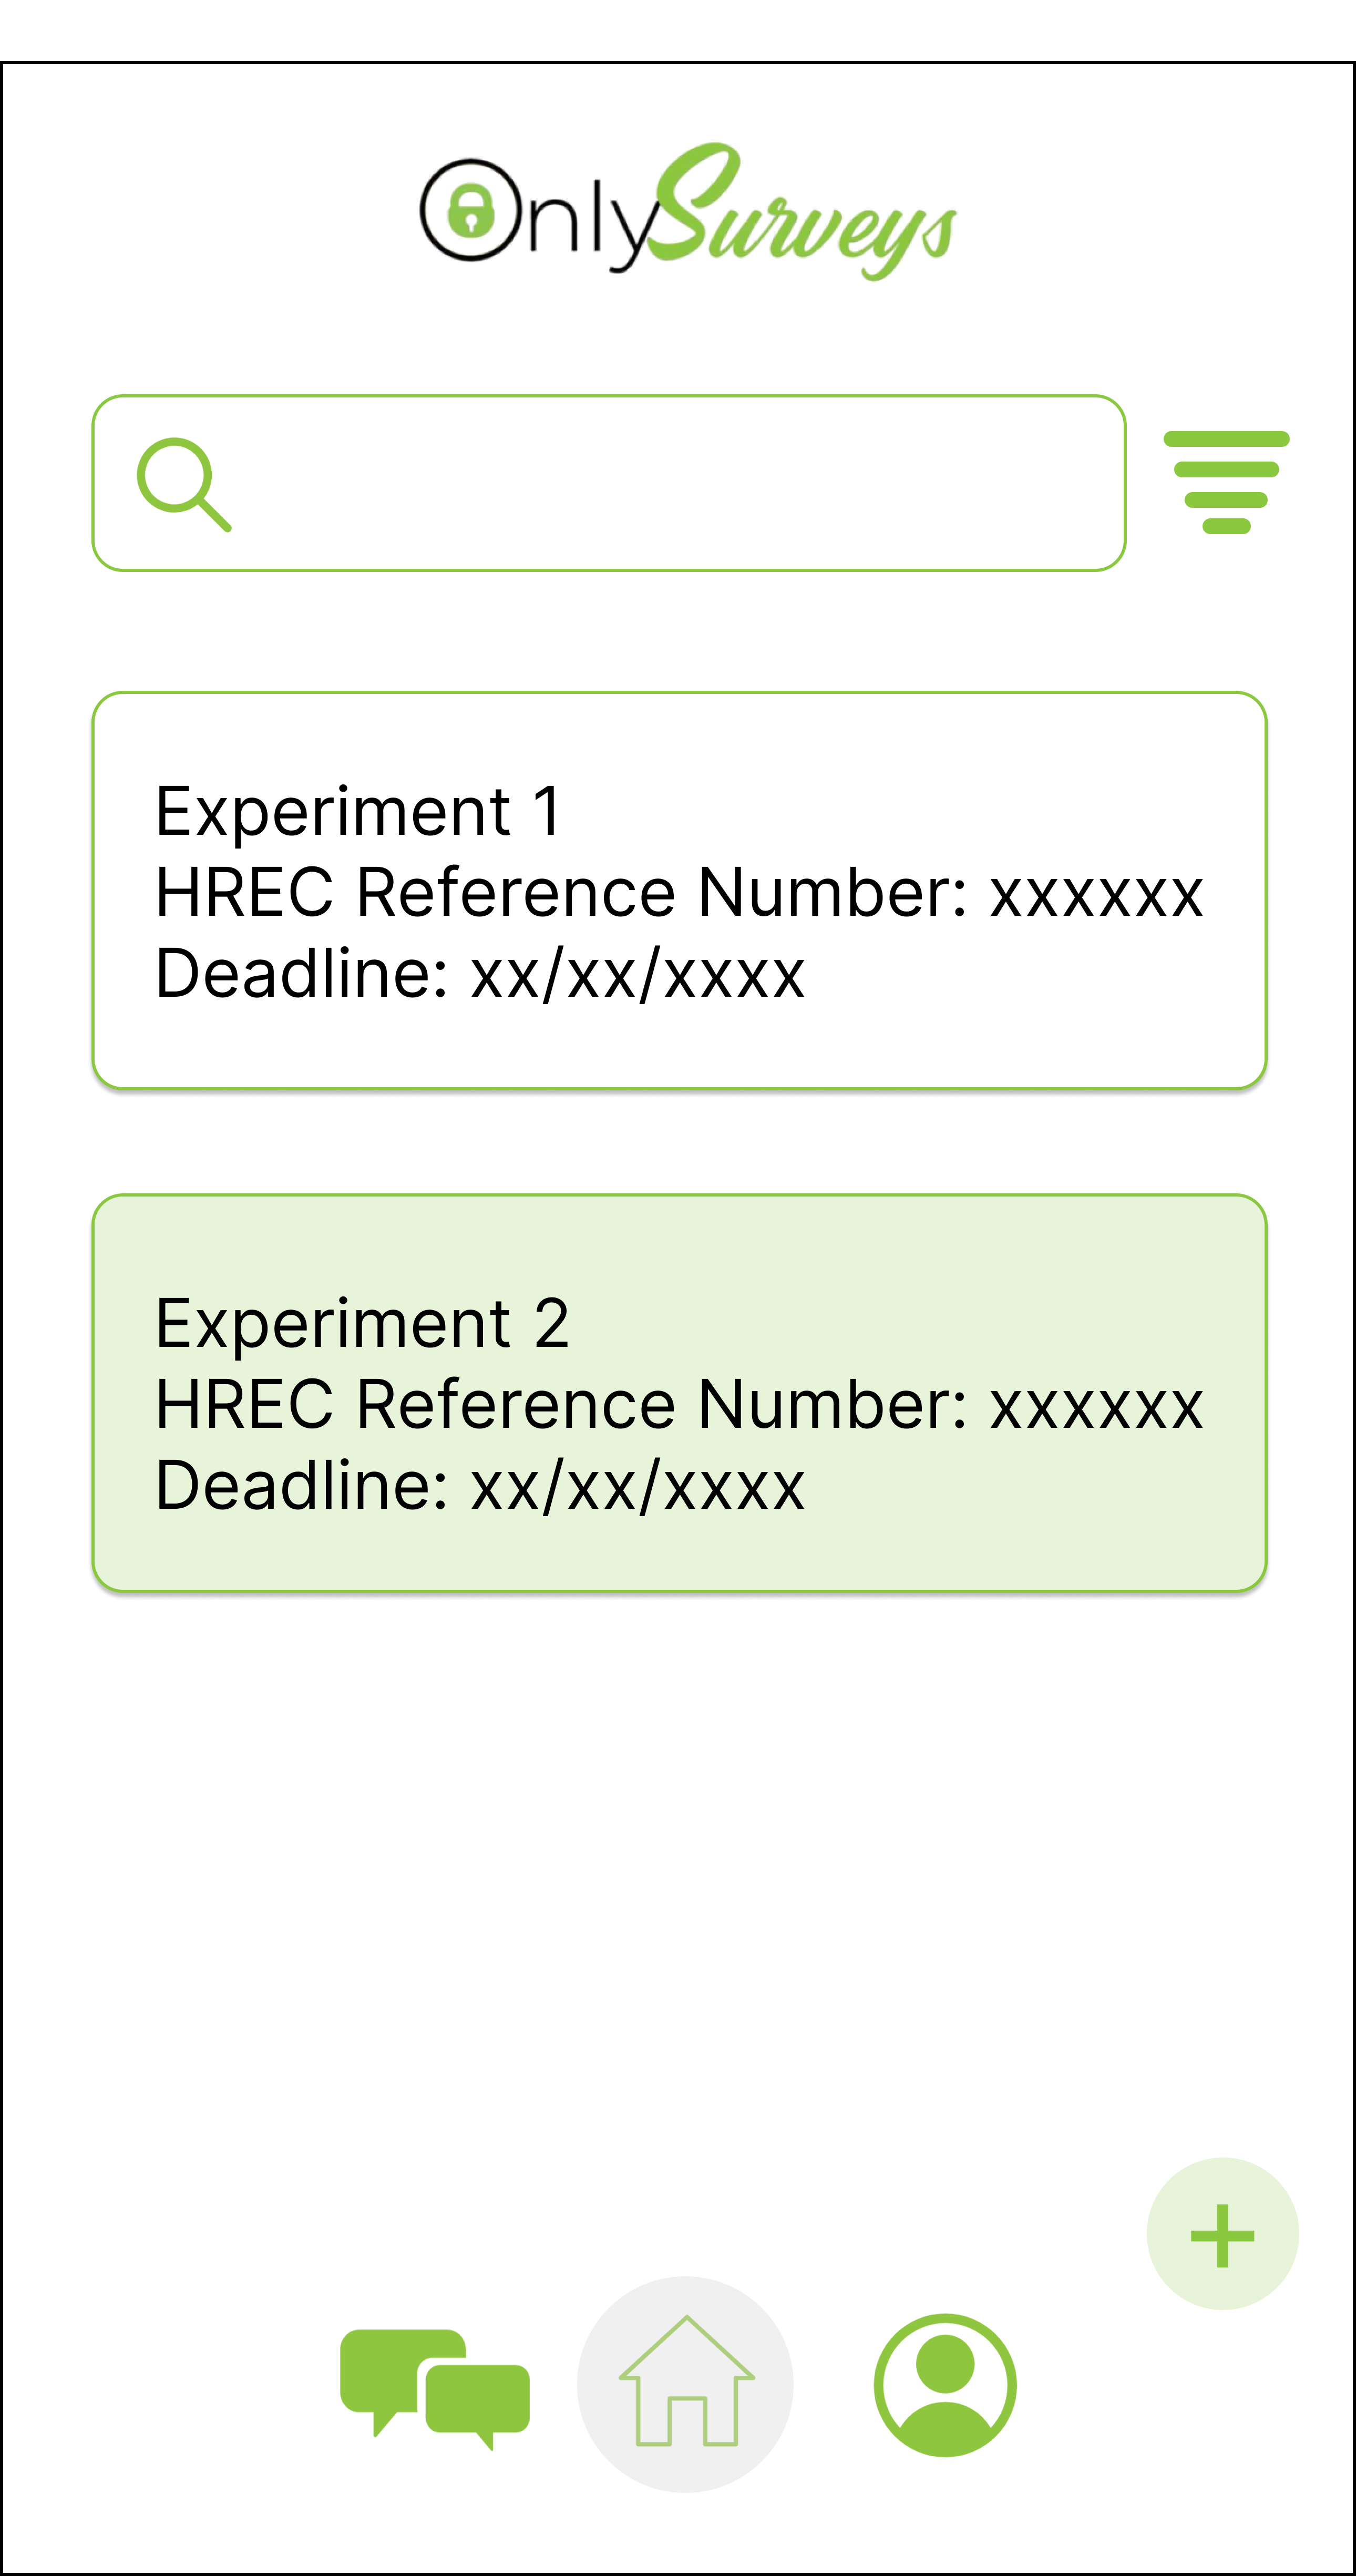 OnlySurveys
Experiment 1
HREC Reference Number: xxxxxx
Deadline: xx/xx/xxxx
Experiment 2
HREC Reference Number: xxxxxx
Deadline: xx/xx/xxxx